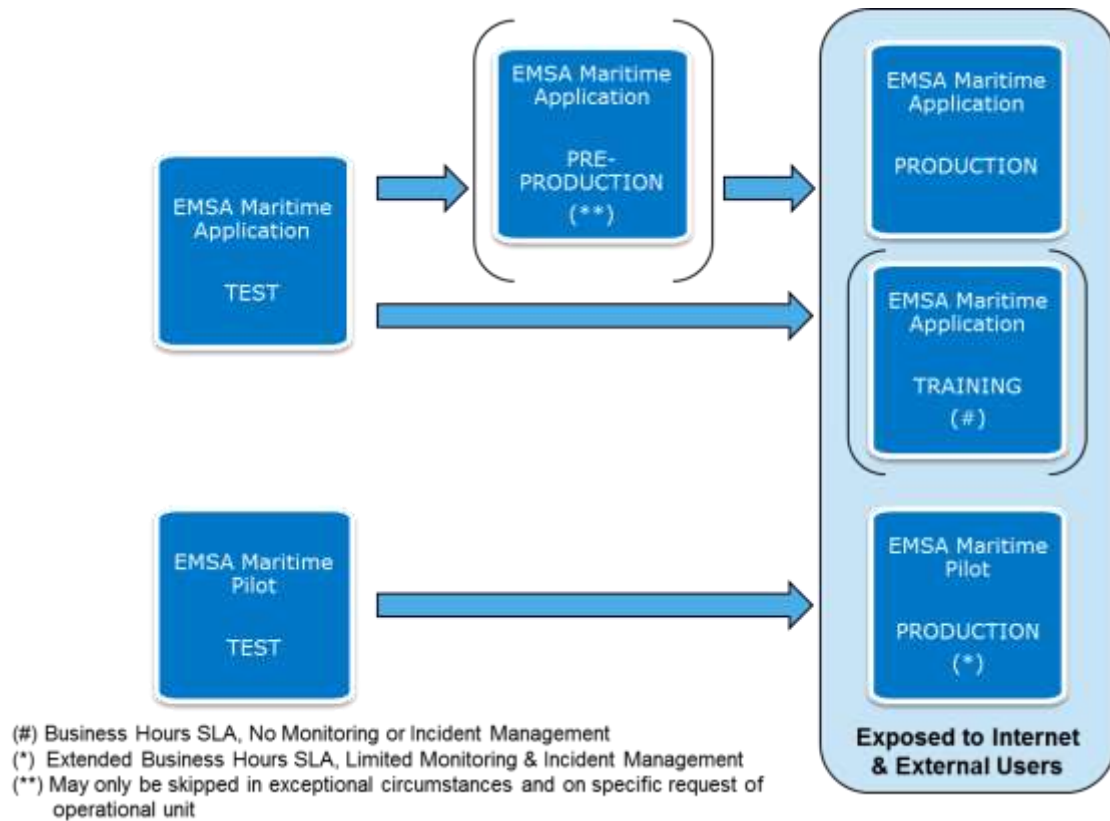 EMSA Maritime
Application
PRE-
PRODUCTION
(**)
EMSA Maritime
Application
PRODUCTION
EMSA Maritime
Application
TEST
EMSA Maritime
Application
TRAINING
(#)
EMSA Maritime
Pilot
TEST
EMSA Maritime
Pilot
PRODUCTION
(*)
(#) Business Hours SLA, No Monitoring or Incident Management
(*) Extended Business Hours SLA, Limited Monitoring & Incident Management
(**) May only be skipped in exceptional circumstances and on specific request of
operational unit
Exposed to Internet
& External Users